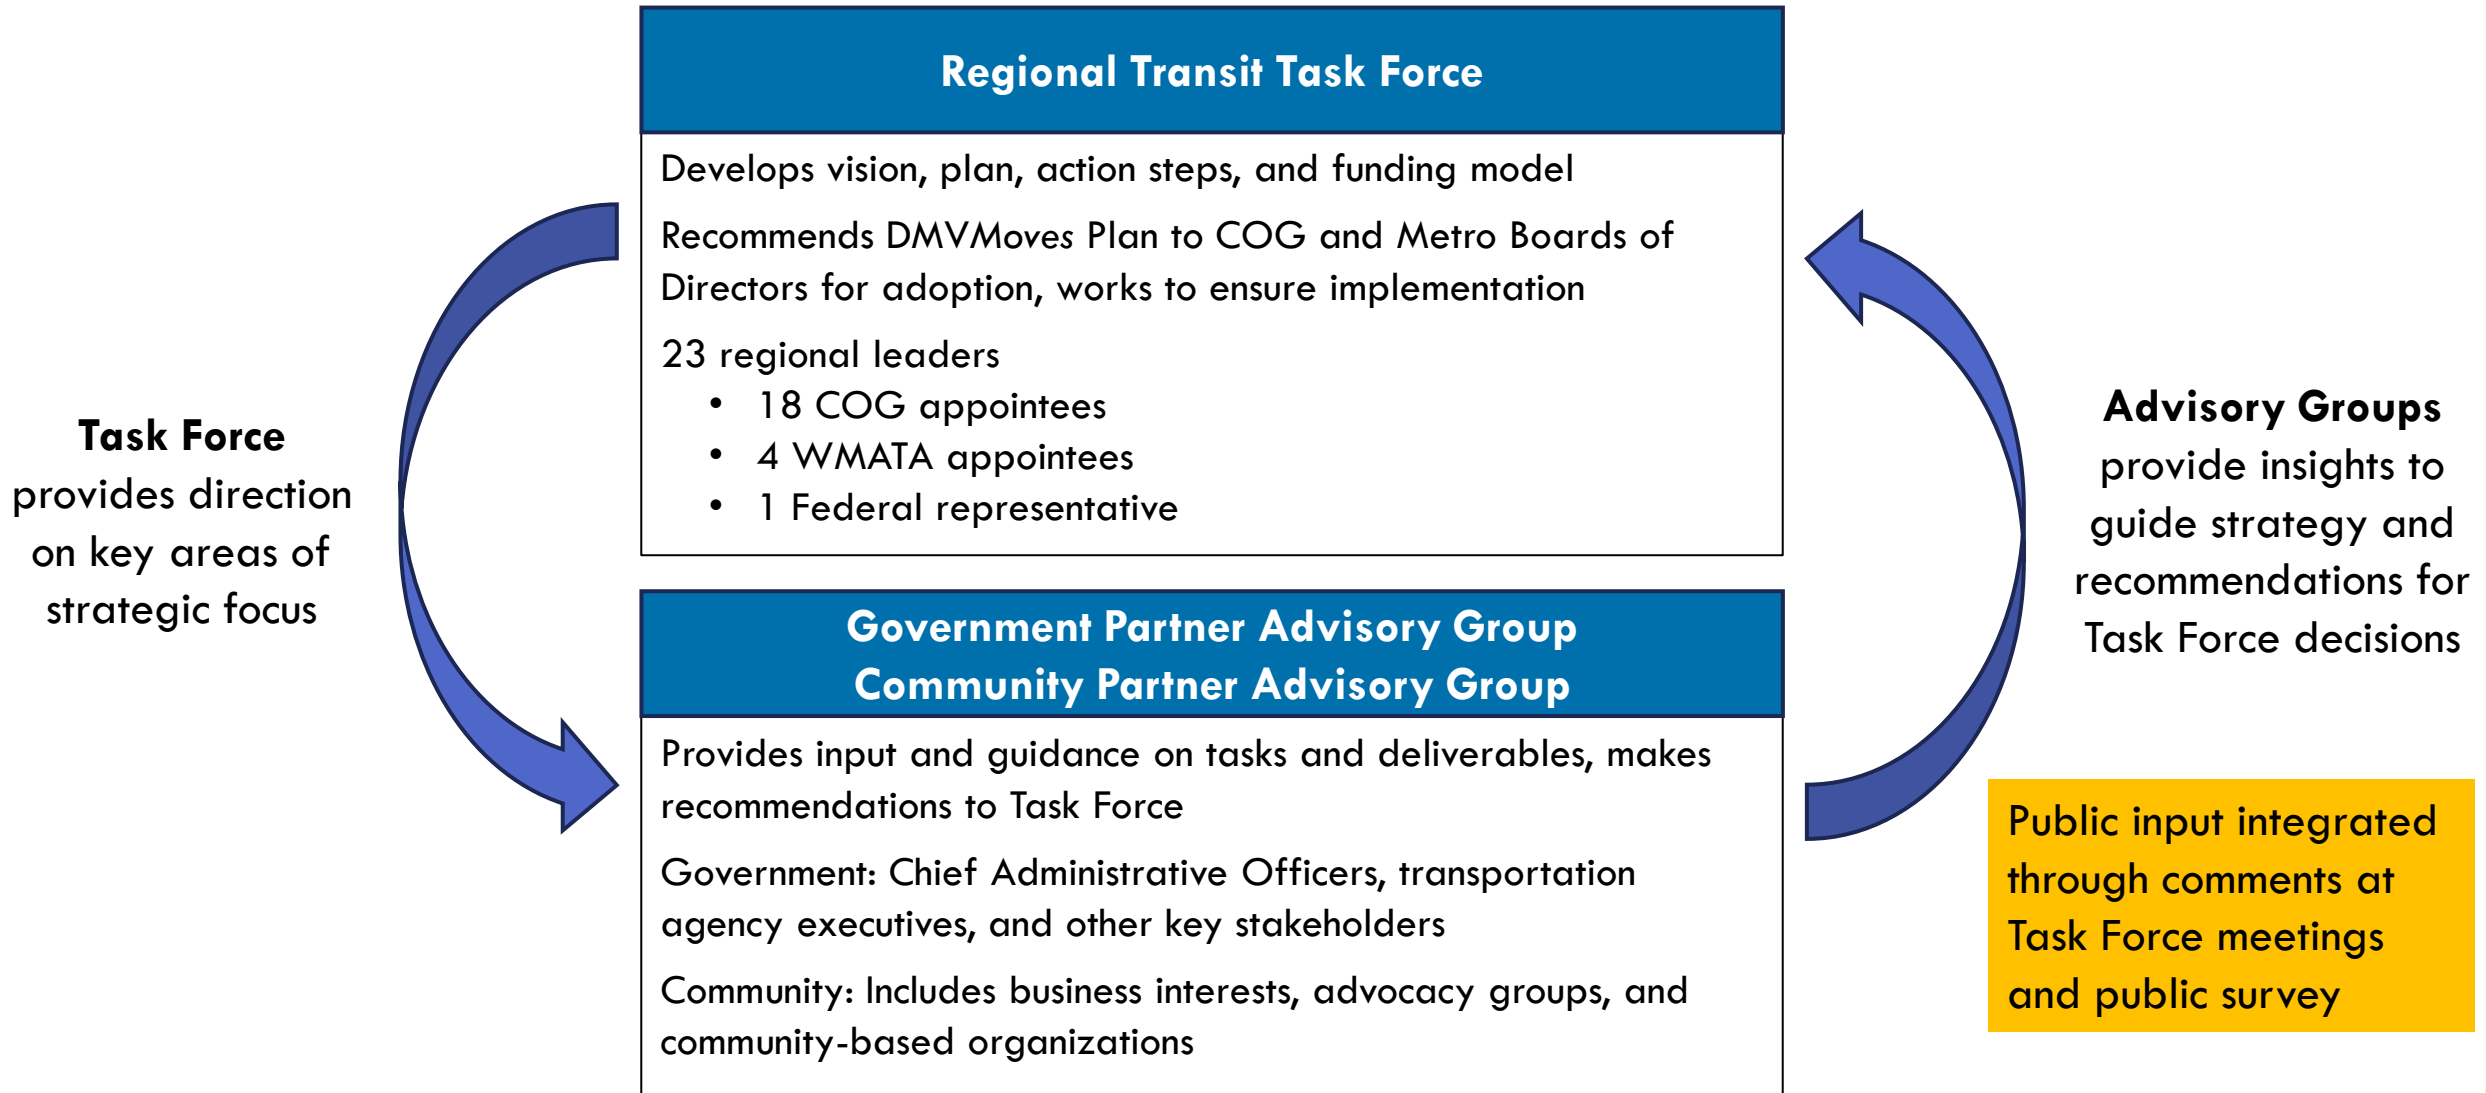 Regional Transit Task Force
Develops vision, plan, action steps, and funding model
Recommends DMVMoves Plan to COG and Metro Boards of
Directors for adoption, works to ensure implementation
23 regional leaders
• 18 COG appointees
• 4 WMATA appointees
• 1 Federal representative
Task Force
provides direction
on key areas of
strategic focus
Advisory Groups
provide insights to
guide strategy and
recommendations for
Task Force decisions
Government Partner Advisory Group
Community Partner Advisory Group
Provides input and guidance on tasks and deliverables, makes
recommendations to Task Force
Government: Chief Administrative Officers, transportation
agency executives, and other key stakeholders
Community: Includes business interests, advocacy groups, and
community-based organizations
Public input integrated
through comments at
Task Force meetings
and public survey